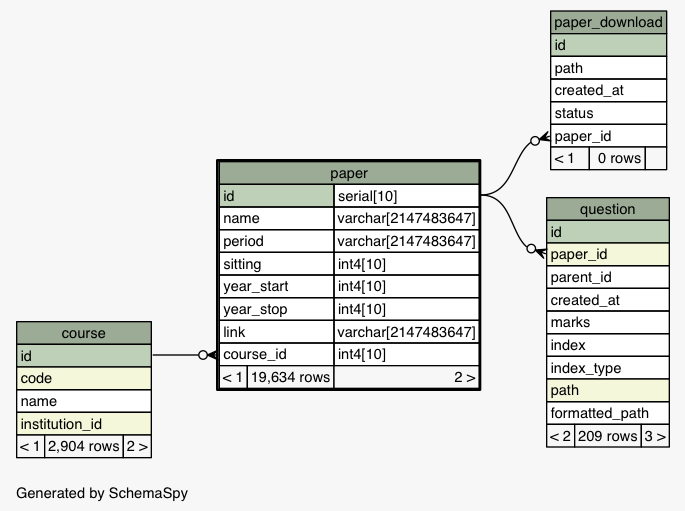 paper_download
id
path
created_at
status
paper_id
< 1 0 rows
paper
id serial[10]
name varchar[2147483647]
period varchar[2147483647]
sitting int4[10]
year_start int4[10]
year_stop int4[10]
link varchar[2147483647]
course_id int4[10]
< 1 19,634 rows 2 >
question
id
paper_id
parent_id
created_at
marks
index
index_type
path
formatted_path
< 2 209 rows 3 >
course
id
code
name
institution_id
< 1 2,904 rows 2 >
Generated by SchemaSpy